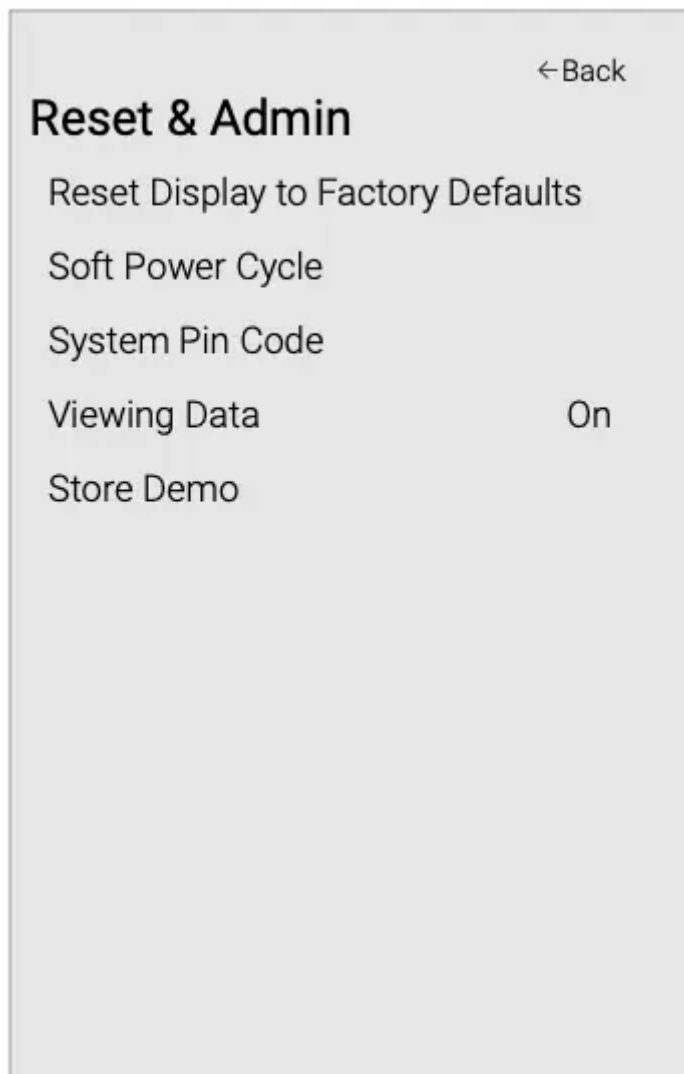 ←Back
Reset & Admin
Reset Display to Factory Defaults
Soft Power Cycle
System Pin Code
Viewing Data On
Store Demo